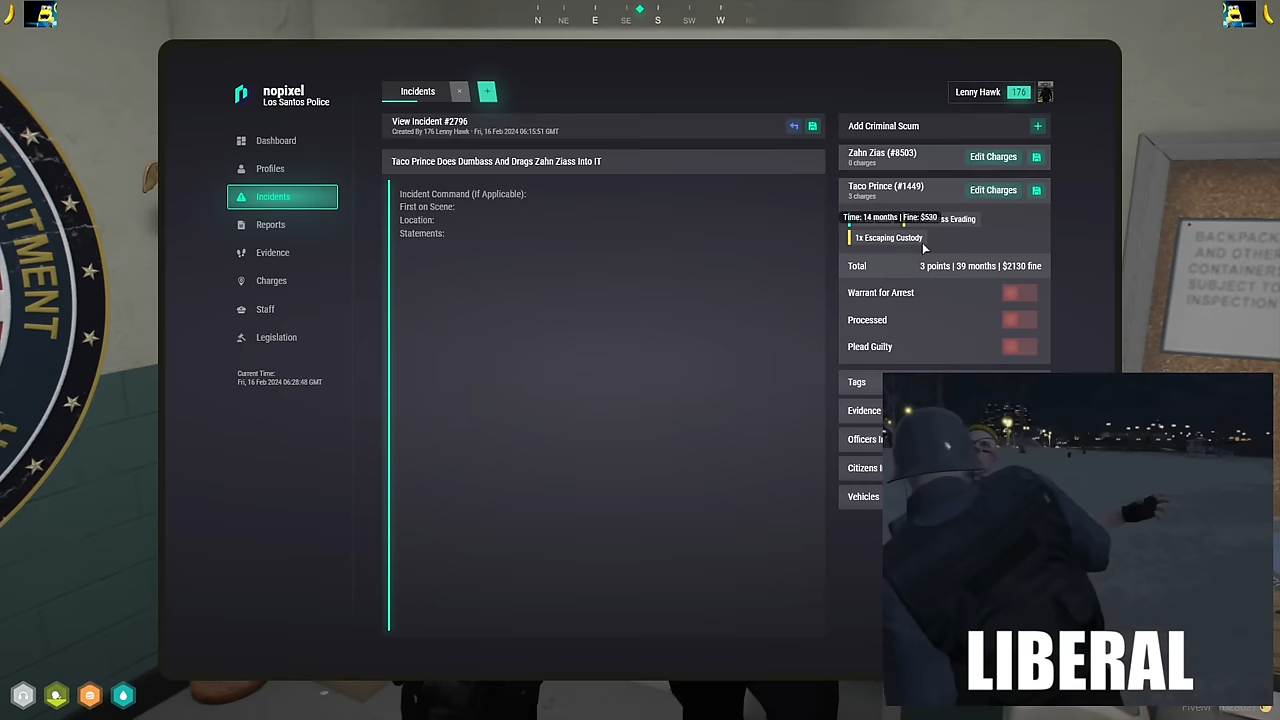 N NE E SE S SW W
nopixel
Los Santos Police
Dashboard
Profiles
Incidents
Reports
Evidence
Charges
Staff
Legislation
Current Time:
Fri, 16 Feb 2024 06:28:48 GMT
Incidents
Lenny Hawk 176
View Incident #2796
Created By 176 Lenny Hawk · Fri, 16 Feb 2024 06:15:51 GMT
Taco Prince Does Dumbass And Drags Zahn Ziass Into IT
Incident Command (If Applicable):
First on Scene:
Location:
Statements:
Add Criminal Scum
Zahn Zias (#8503)
0 charges
Edit Charges
Taco Prince (#1449)
3 charges
Edit Charges
Time: 14 months | Fine: $530
ss Evading
1x Escaping Custody
Total 3 points | 39 months | $2130 fine
Warrant for Arrest
Processed
Plead Guilty
Tags
Evidence
Officers
Citizens
Vehicles
MITMENT
BACKPACK
AND OTHER
CONTAINERS
SUBJECT TO
INSPECTION
LIBERAL